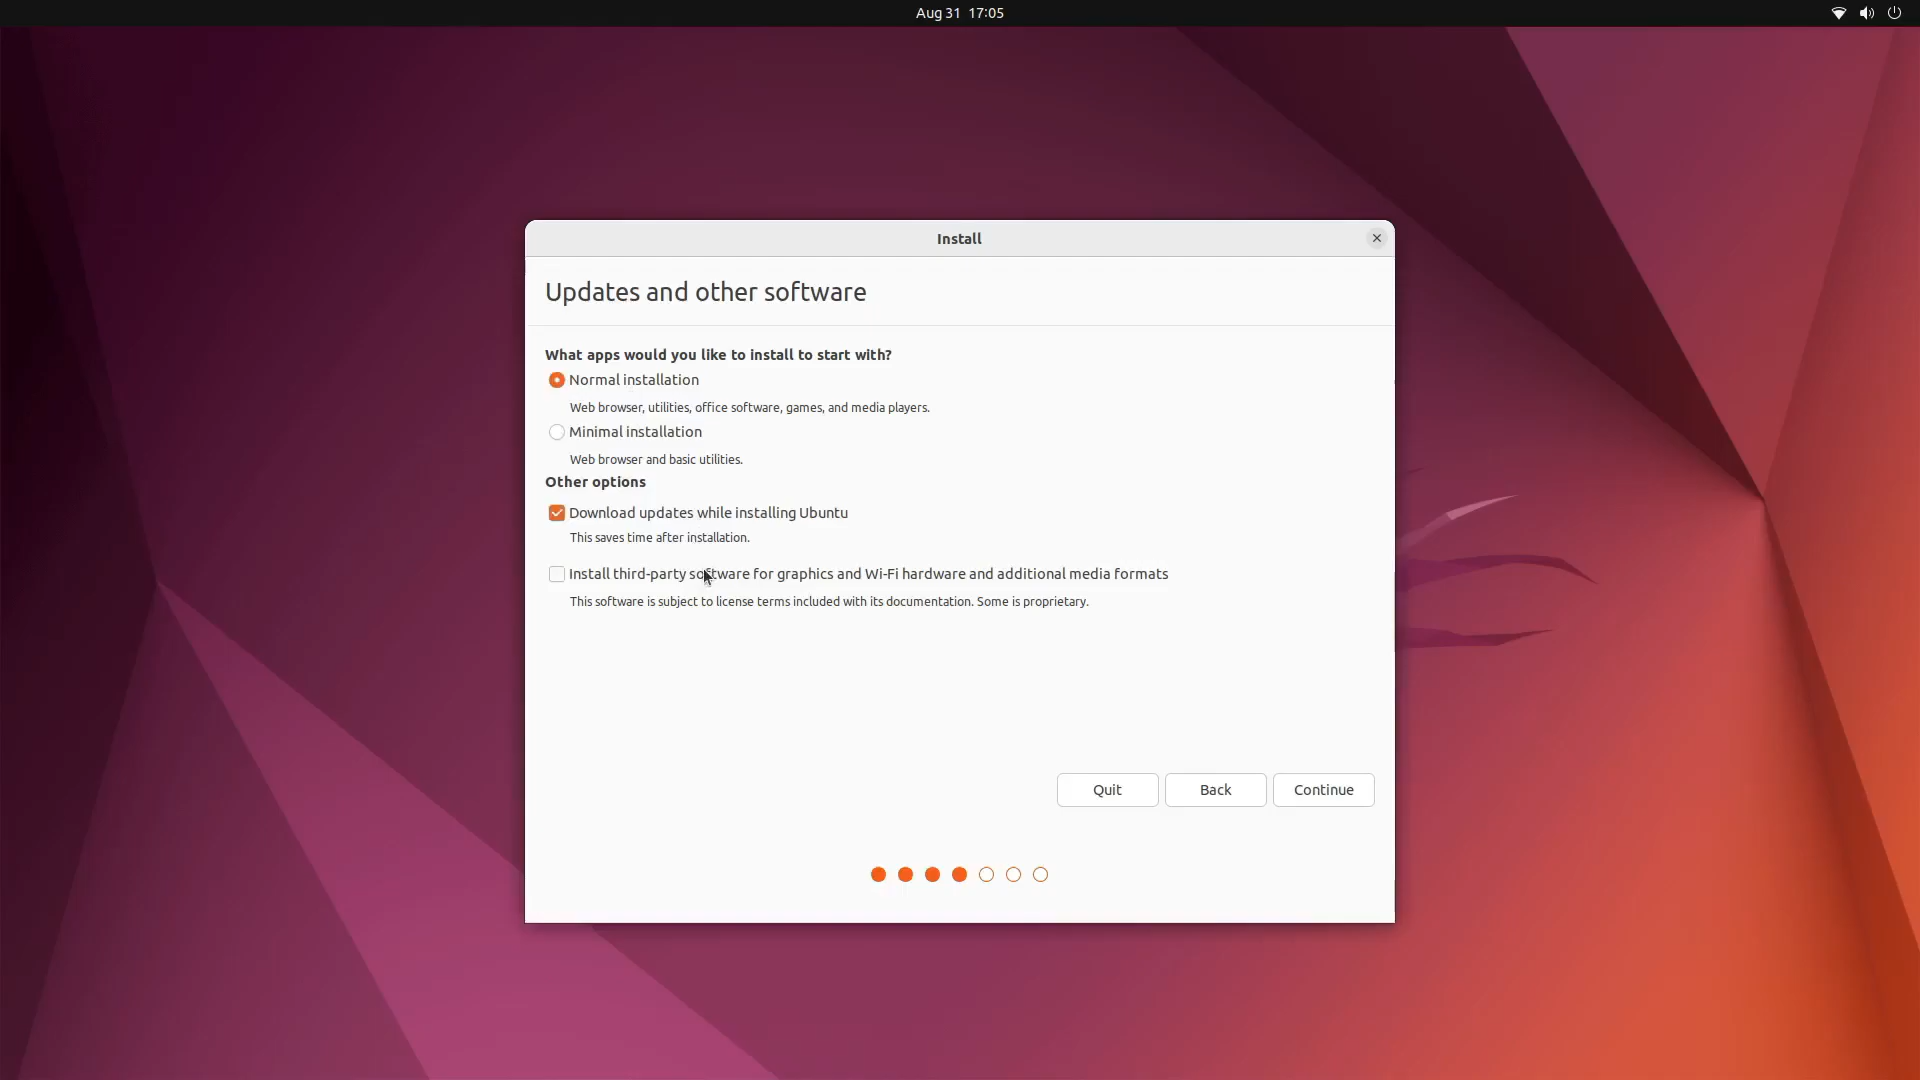 Aug 31 17:05
Install
Updates and other software
What apps would you like to install to start with?
Normal installation
Web browser, utilities, office software, games, and media players.
Minimal installation
Web browser and basic utilities.
Other options
Download updates while installing Ubuntu
This saves time after installation.
Install third-party software for graphics and Wi-Fi hardware and additional media formats
This software is subject to license terms included with its documentation. Some is proprietary.
Quit Back Continue